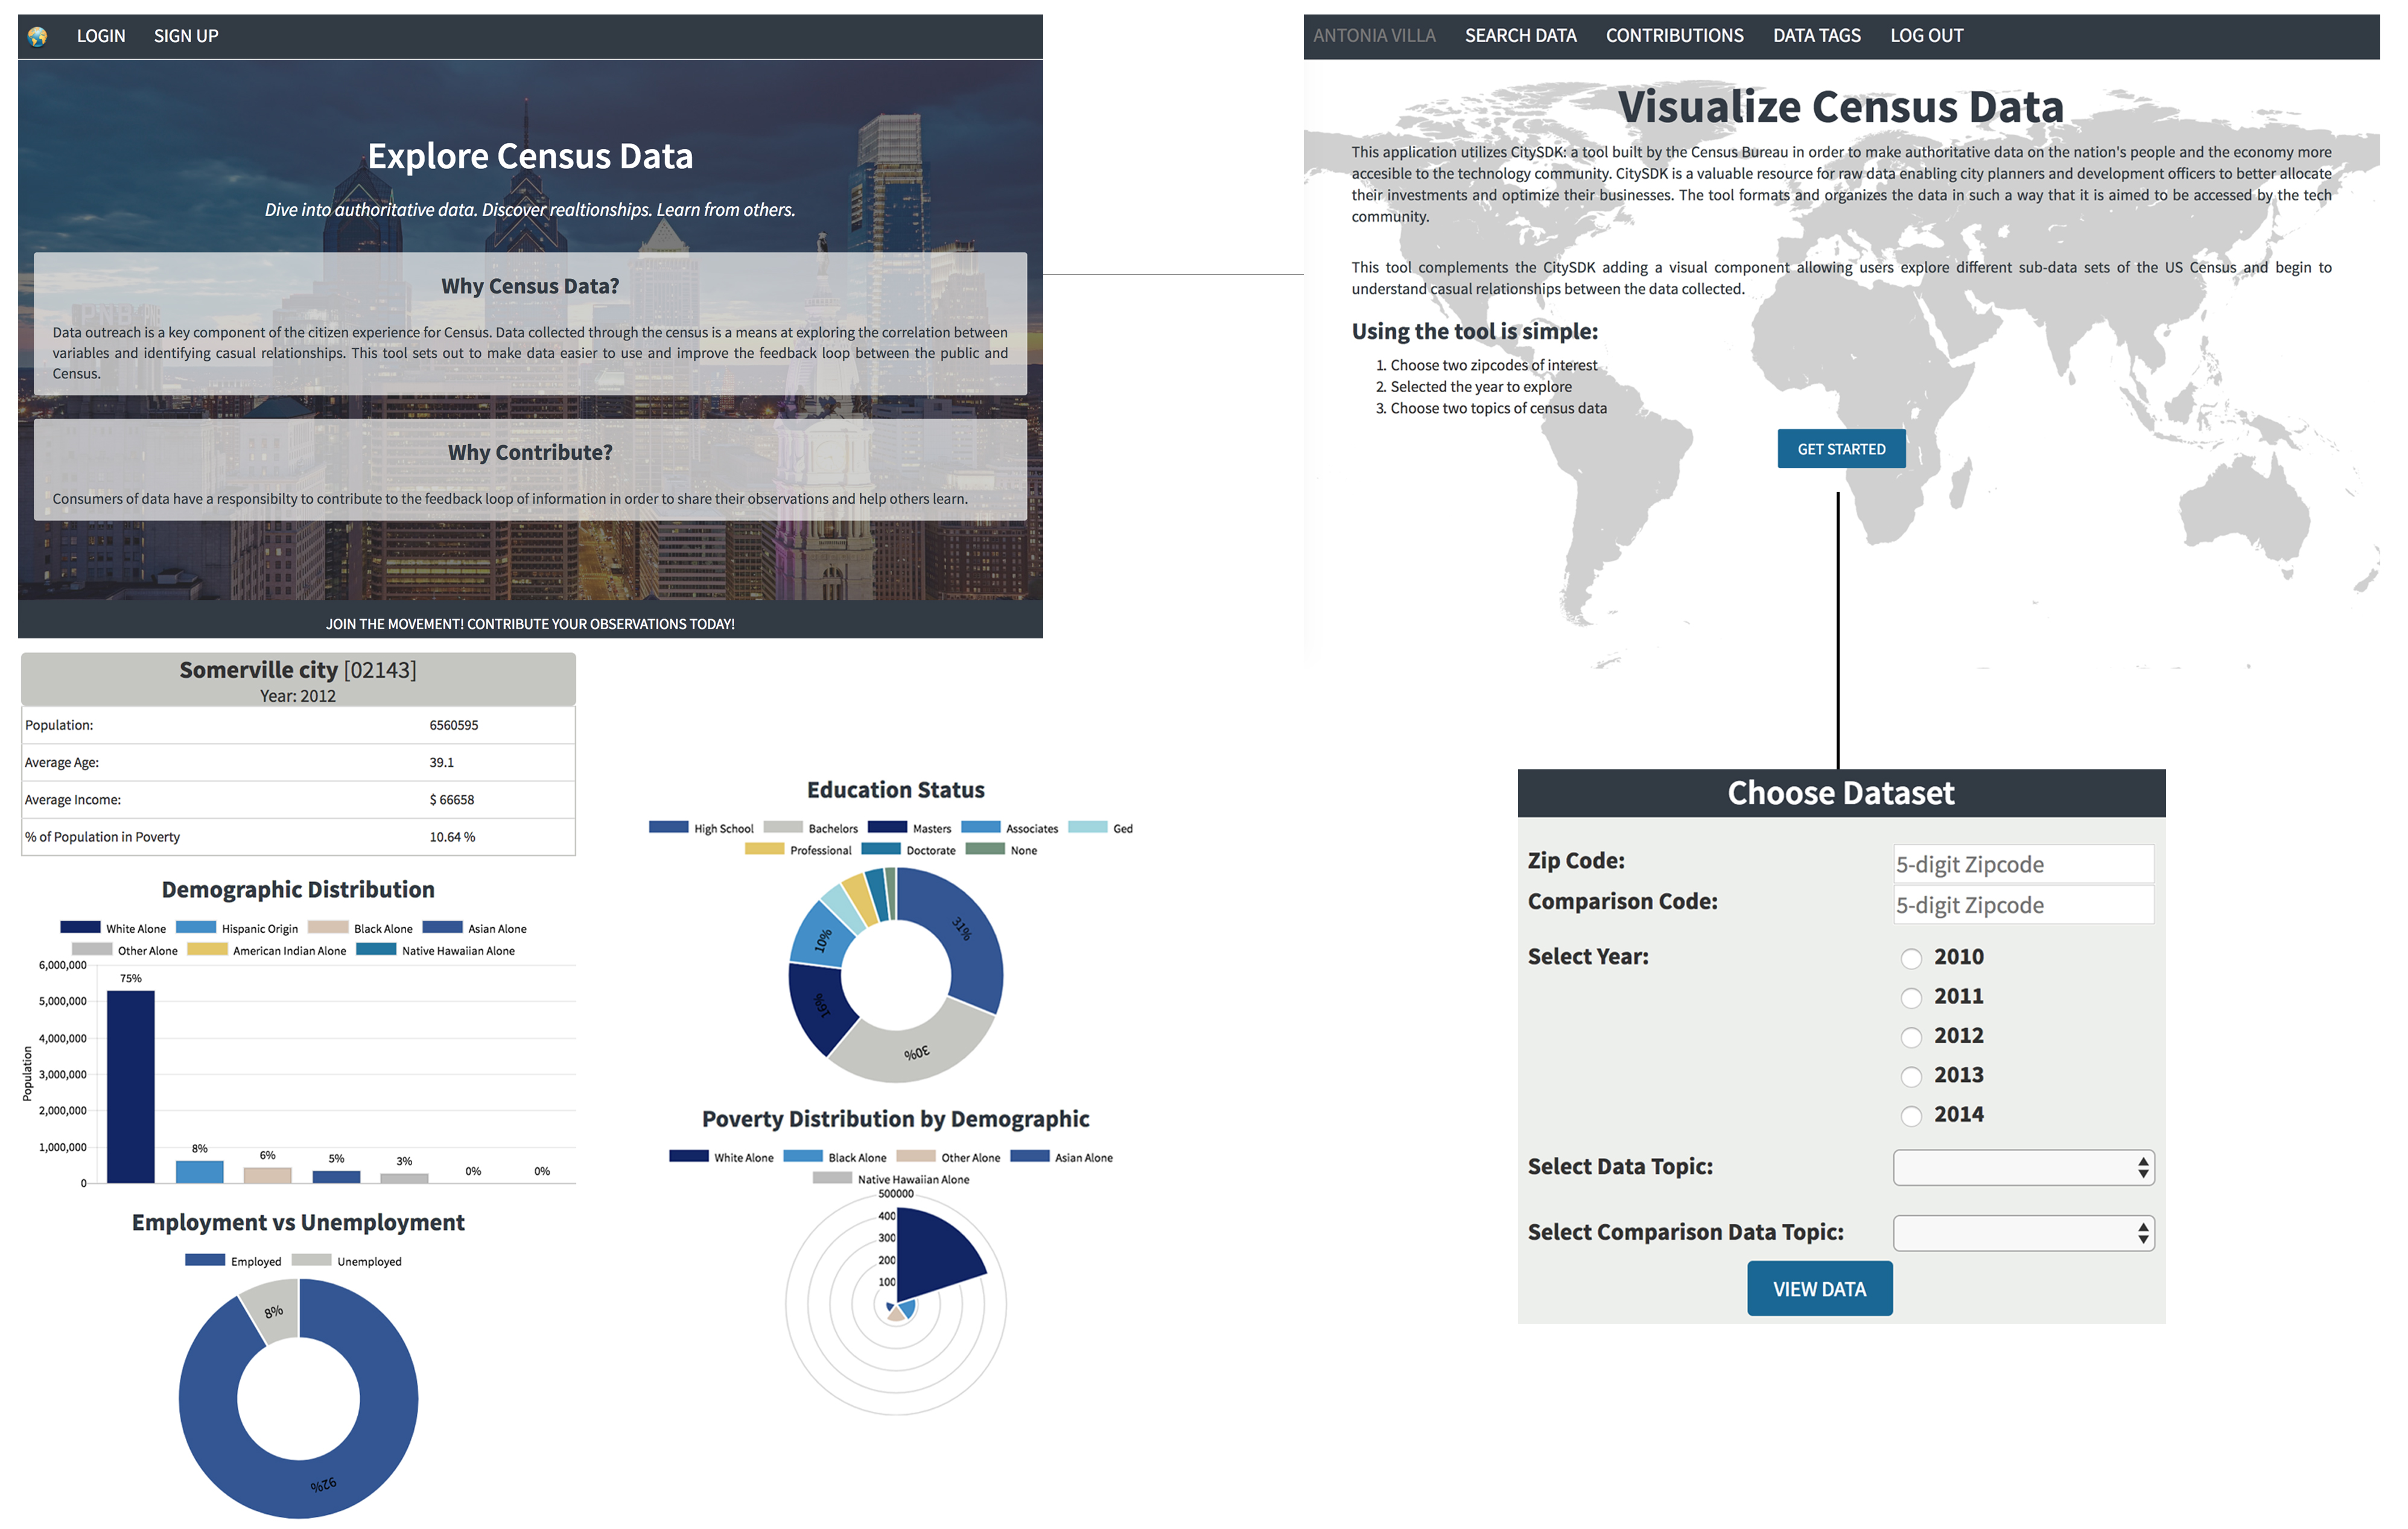 LOGIN SIGN UP
Explore Census Data
Dive into authoritative data. Discover realtionships. Learn from others.
Why Census Data?
Data outreach is a key component of the citizen experience for Census. Data collected through the census is a means at exploring the correlation between
variables and identifying casual relationships. This tool sets out to make data easier to use and improve the feedback loop between the public and
Census.
Why Contribute?
Consumers of data have a responsibilty to contribute to the feedback loop of information in order to share their observations and help others learn.
JOIN THE MOVEMENT! CONTRIBUTE YOUR OBSERVATIONS TODAY!
ANTONIA VILLA SEARCH DATA CONTRIBUTIONS DATA TAGS LOG OUT
Visualize Census Data
This application utilizes CitySDK: a tool built by the Census Bureau in order to make authoritative data on the nation's people and the economy more
accesible to the technology community. CitySDK is a valuable resource for raw data enabling city planners and development officers to better allocate
their investments and optimize their businesses. The tool formats and organizes the data in such a way that it is aimed to be accessed by the tech
community.
This tool complements the CitySDK adding a visual component allowing users explore different sub-data sets of the US Census and begin to
understand casual relationships between the data collected.
Using the tool is simple:
1. Choose two zipcodes of interest
2. Selected the year to explore
3. Choose two topics of census data
GET STARTED
Somerville city [02143]
Year: 2012
Population: 6560595
Average Age: 39.1
Average Income: $ 66658
% of Population in Poverty 10.64 %
Demographic Distribution
White Alone Hispanic Origin Black Alone Asian Alone
Other Alone American Indian Alone Native Hawaiian Alone
6,000,000
75%
5,000,000
4,000,000
3,000,000
2,000,000
1,000,000
0
Population
8%
6%
5%
3%
0%
0%
Employment vs Unemployment
Employed Unemployed
8%
92%
Education Status
High School Bachelors Masters Associates Ged
Professional Doctorate None
31%
10%
16%
30%
Poverty Distribution by Demographic
White Alone Black Alone Other Alone Asian Alone
Native Hawaiian Alone
500000
400
300
200
100
Choose Dataset
Zip Code: 5-digit Zipcode
Comparison Code: 5-digit Zipcode
Select Year: 2010
2011
2012
2013
2014
Select Data Topic:
Select Comparison Data Topic:
VIEW DATA